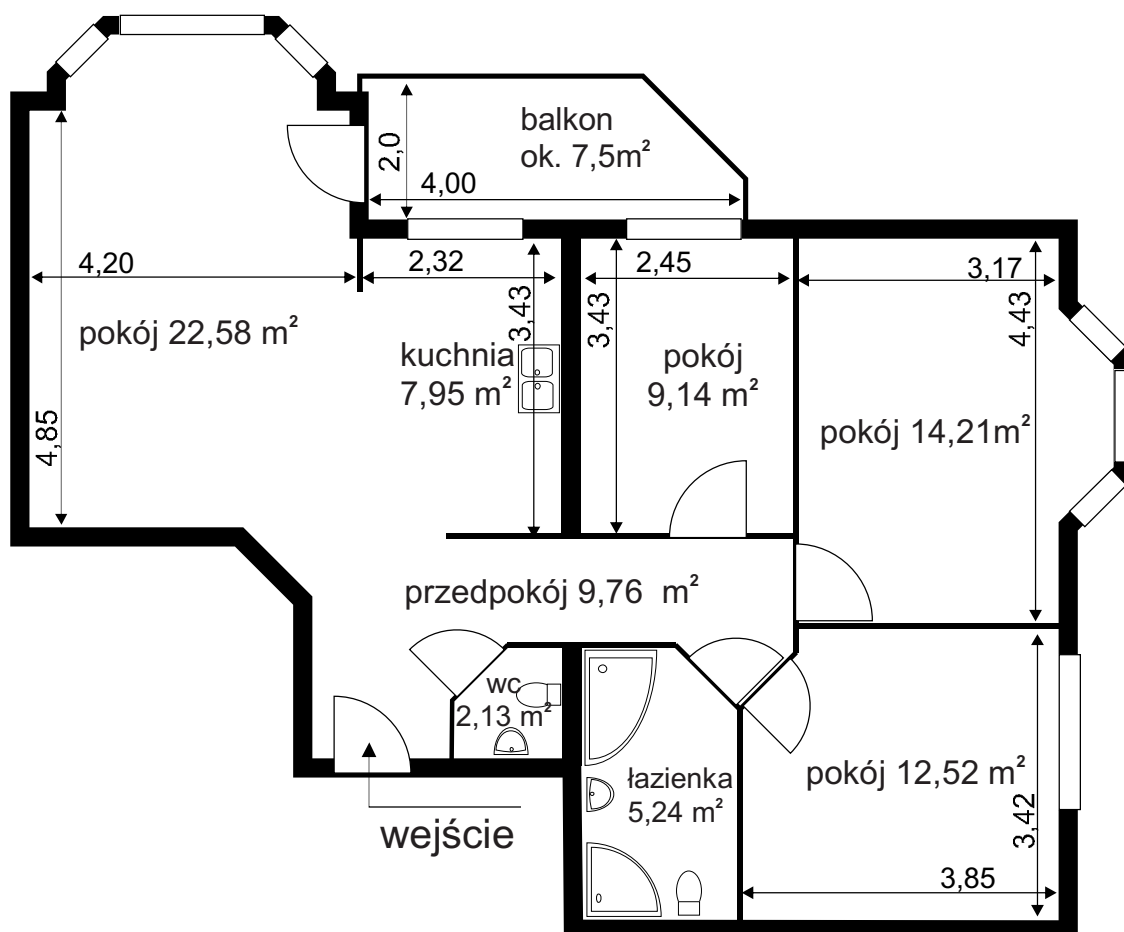 balkon
ok. 7,5m²
2,0
4,00
4,20
2,32
2,45
3,17
3,43
3,43
4,43
pokój 22,58 m²
kuchnia
7,95 m²
pokój
9,14 m²
pokój 14,21m²
4,85
przedpokój 9,76 m²
wc
2,13 m²
łazienka
5,24 m²
pokój 12,52 m²
3,42
3,85
wejście